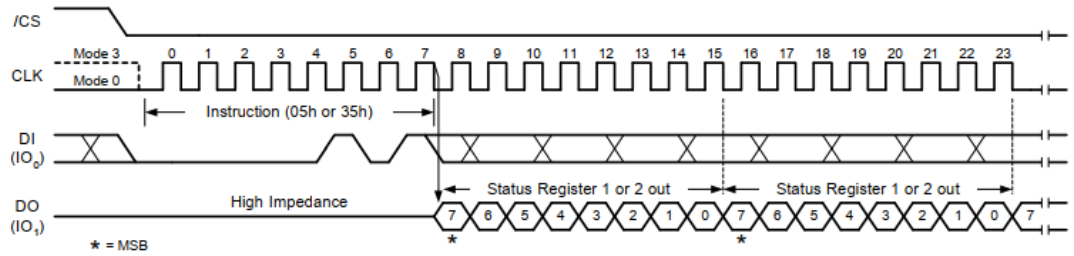 /CS
Mode 3
0 1 2 3 4 5 6 7 8 9 10 11 12 13 14 15 16 17 18 19 20 21 22 23
CLK
Mode 0
Instruction (05h or 35h)
DI
(IO0)
Status Register 1 or 2 out Status Register 1 or 2 out
High Impedance
DO
(IO1)
7 6 5 4 3 2 1 0 7 6 5 4 3 2 1 0 7
* *
* = MSB